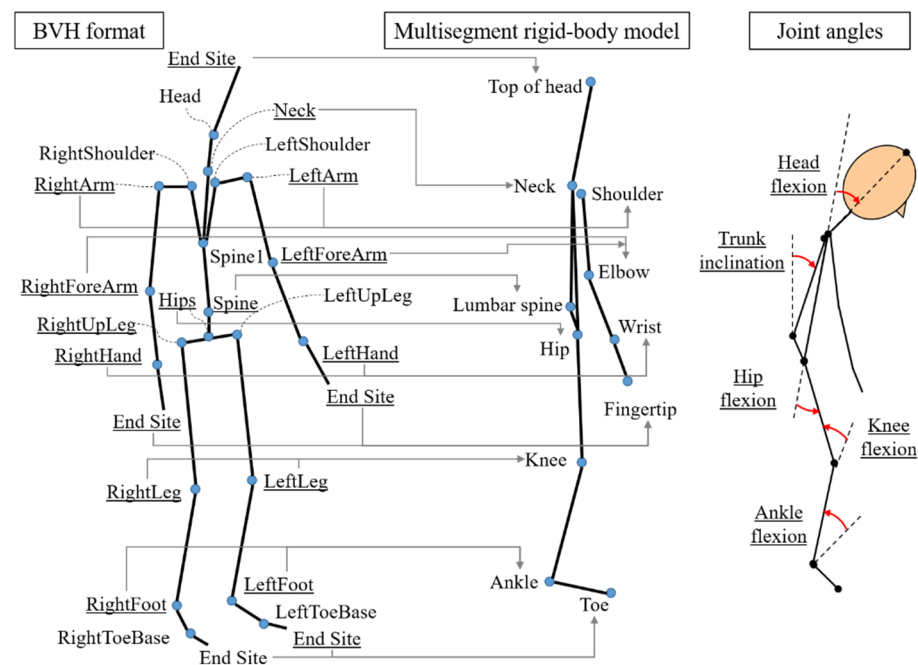 BVH format
Multisegment rigid-body model
Joint angles
End Site
Head
Neck
RightShoulder
LeftShoulder
RightArm
LeftArm
Spine1
LeftForeArm
RightForeArm
Hips
Spine
LeftUpLeg
RightUpLeg
RightHand
LeftHand
End Site
End Site
RightLeg
LeftLeg
RightFoot
LeftFoot
LeftToeBase
RightToeBase
End Site
End Site
Top of head
Neck
Shoulder
Elbow
Lumbar spine
Wrist
Hip
Fingertip
Knee
Ankle
Toe
Head
flexion
Trunk
inclination
Hip
flexion
Knee
flexion
Ankle
flexion